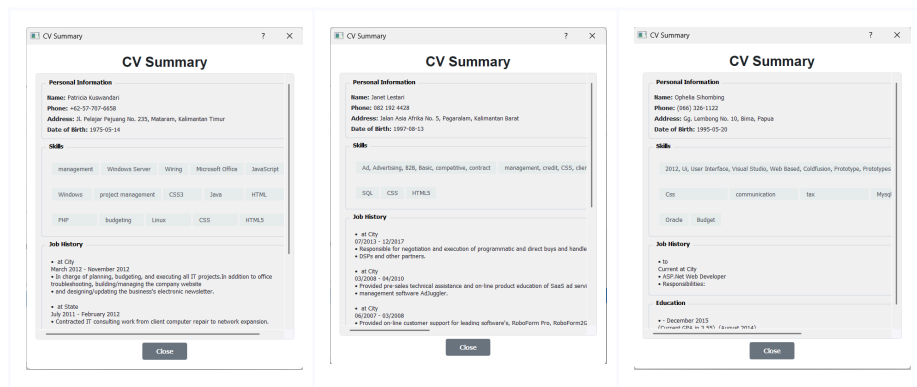 CV Summary
?
CV Summary
Personal Information
Name: Patricia Kuswandari
Phone: +62-57-707-6658
Address: Jl. Pelajar Pejuang No. 235, Mataram, Kalimantan Timur
Date of Birth: 1975-05-14
Skills
management Windows Server Wiring Microsoft Office JavaScript
Windows project management CSS3 Java HTML
PHP budgeting Linux CSS HTML5
Job History
• at City
March 2012 - November 2012
• In charge of planning, budgeting, and executing all IT projects.In addition to office
troubleshooting, building/managing the company website
• and designing/updating the business's electronic newsletter.
• at State
July 2011 - February 2012
• Contracted IT consulting work from client computer repair to network expansion.
Close
CV Summary
?
CV Summary
Personal Information
Name: Janet Lestari
Phone: 082 192 4428
Address: Jalan Asia Afrika No. 5, Pagaralam, Kalimantan Barat
Date of Birth: 1997-08-13
Skills
Ad, Advertising, B2B, Basic, competitive, contract management, credit, CSS, clier
SQL CSS HTML5
Job History
• at City
07/2013 - 12/2017
• Responsible for negotiation and execution of programmatic and direct buys and handle
• DSPs and other partners.
• at City
03/2008 - 04/2010
• Provided pre-sales technical assistance and on-line product education of SaaS ad servi
• management software AdJuggler.
• at City
06/2007 - 03/2008
• Provided on-line customer support for leading software's, RoboForm Pro, RoboForm2G
Close
CV Summary
?
CV Summary
Personal Information
Name: Ophelia Sihombing
Phone: (066) 326-1122
Address: Gg. Lembong No. 10, Bima, Papua
Date of Birth: 1995-05-20
Skills
2012, Ui, User Interface, Visual Studio, Web Based, Coldfusion, Prototype, Prototypes
Css communication tax Mysql
Oracle Budget
Job History
• to
Current at City
• ASP.Net Web Developer
• Responsibilities:
Education
• - December 2015
(Current GPA is 3.55) (August 2014)
Close